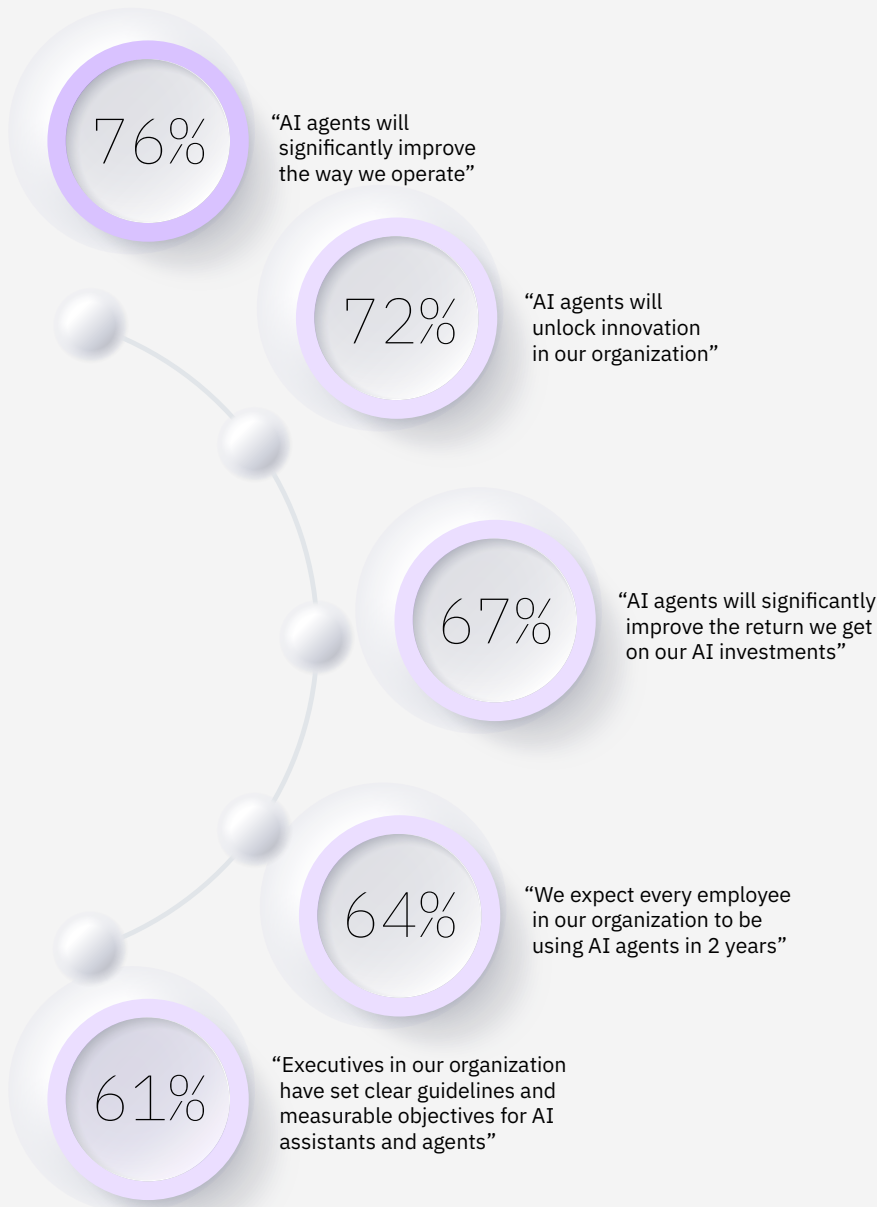 76%
“AI agents will
significantly improve
the way we operate”
72%
“AI agents will
unlock innovation
in our organization”
67%
“AI agents will significantly
improve the return we get
on our AI investments”
64%
“We expect every employee
in our organization to be
using AI agents in 2 years”
61%
“Executives in our organization
have set clear guidelines and
measurable objectives for AI
assistants and agents”